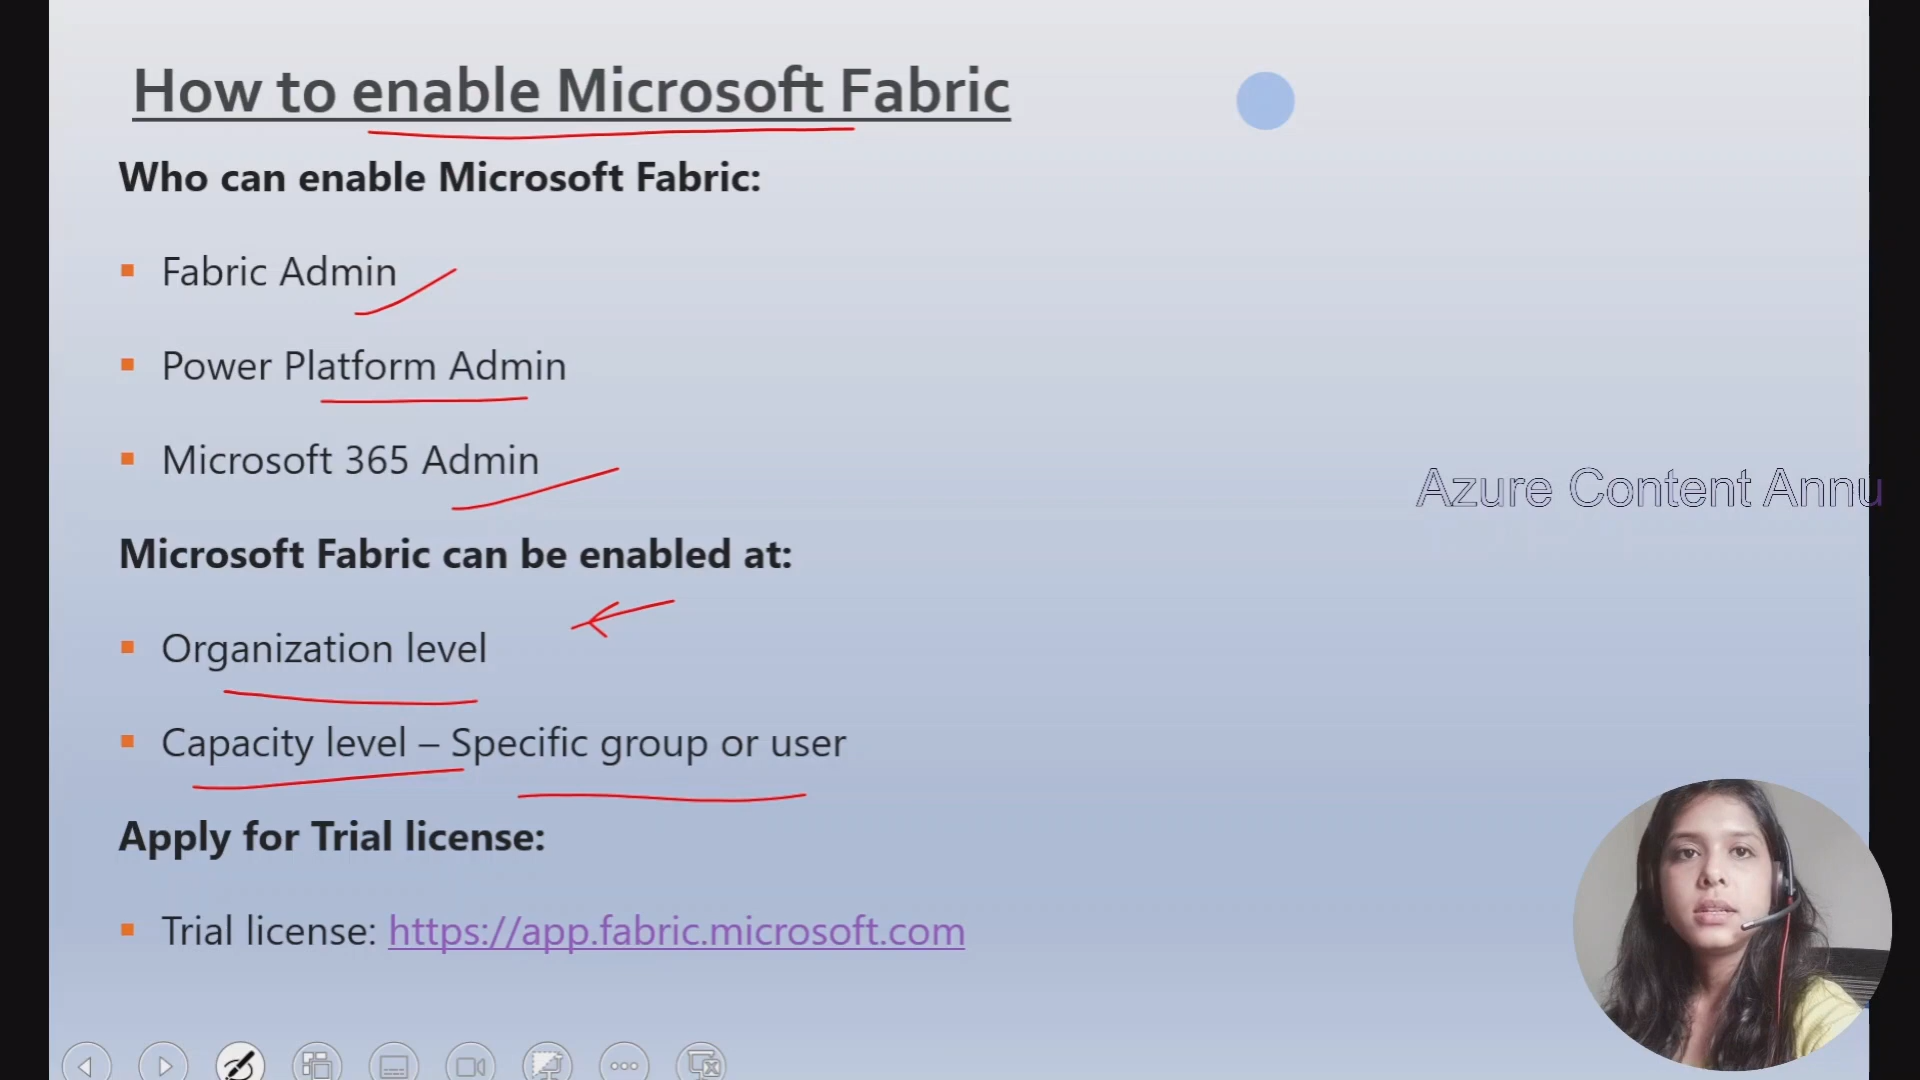 How to enable Microsoft Fabric
Who can enable Microsoft Fabric:
Fabric Admin
Power Platform Admin
Microsoft 365 Admin
Azure Content Annu
Microsoft Fabric can be enabled at:
Organization level
Capacity level – Specific group or user
Apply for Trial license:
Trial license: https://app.fabric.microsoft.com